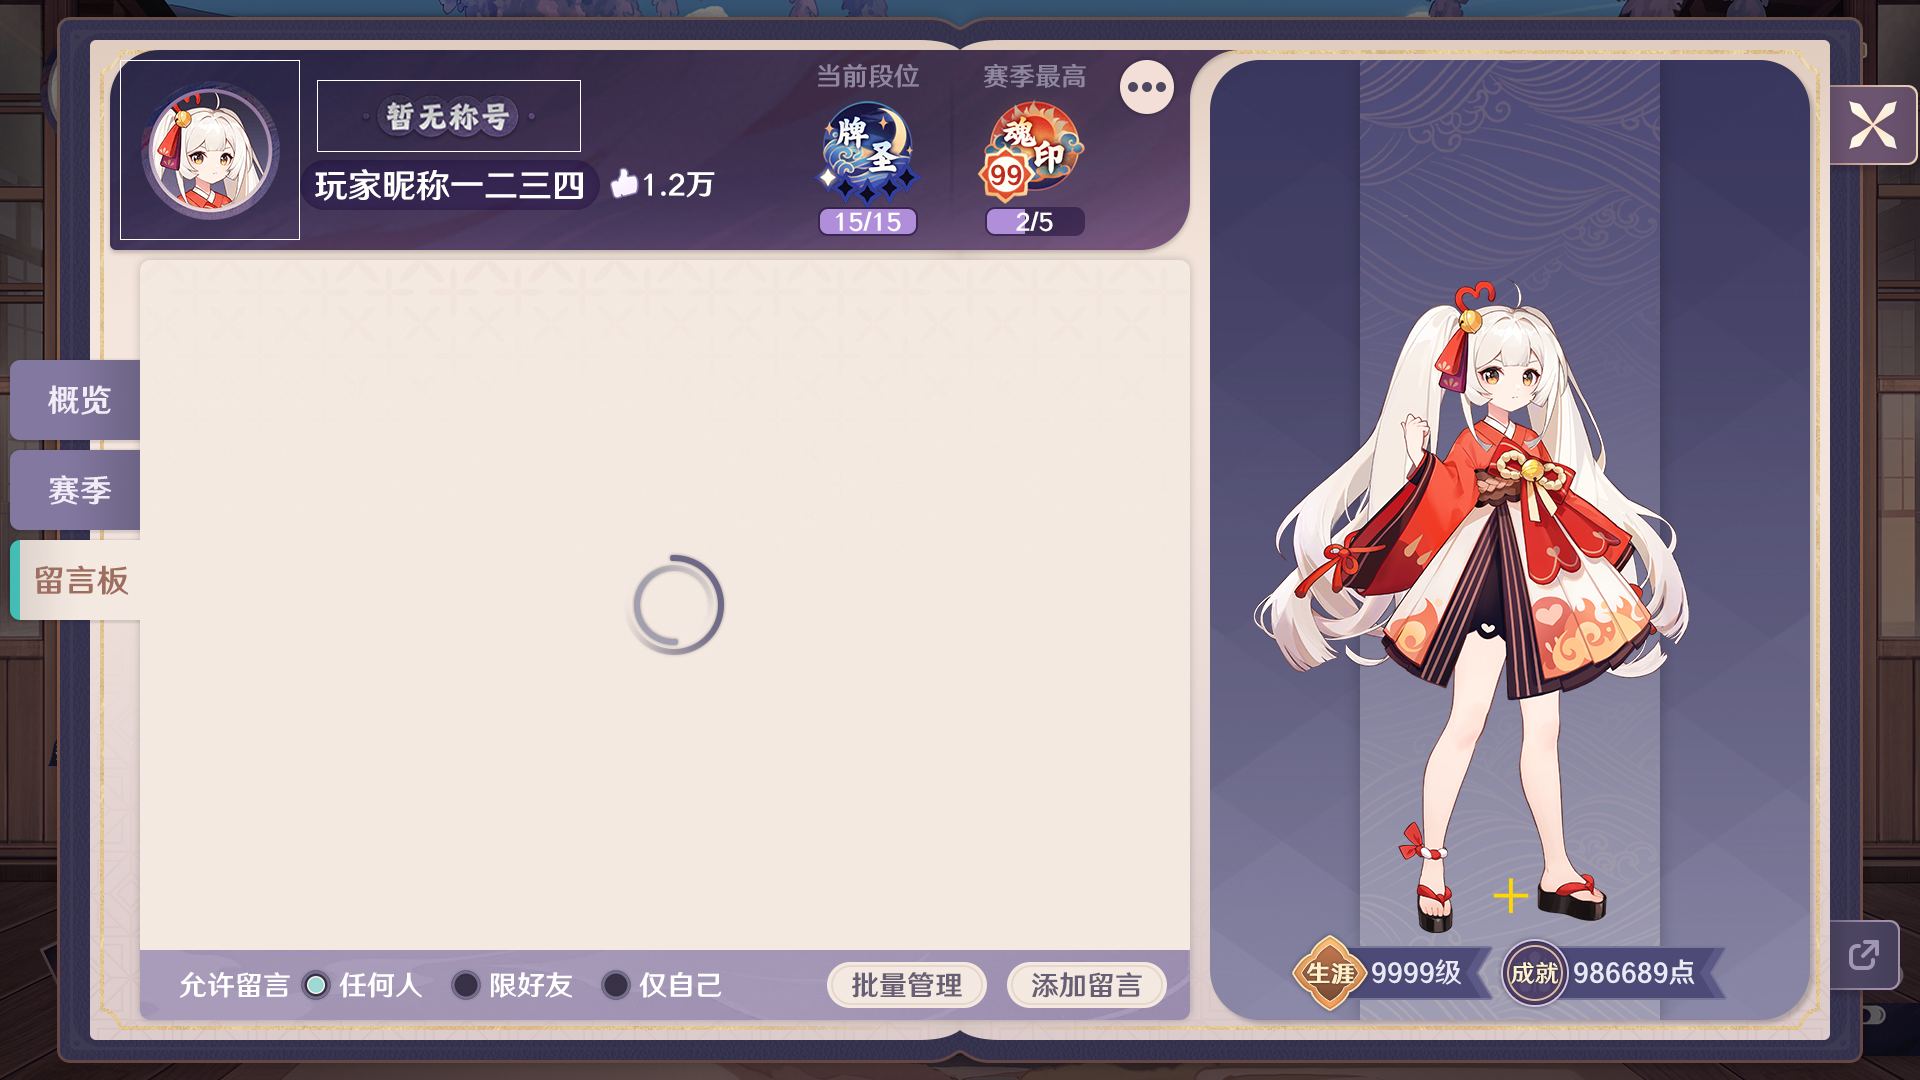 暂无称号
玩家昵称一二三四
1.2万
当前段位
牌圣
15/15
赛季最高
魂印
99
2/5
概览
赛季
留言板
允许留言
任何人
限好友
仅自己
批量管理
添加留言
生涯
9999级
成就
986689点